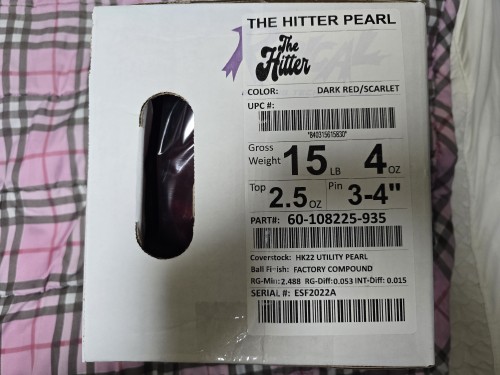 THE HITTER PEARL
The
Hitter
COLOR: DARK RED/SCARLET
UPC #:
*840315615830*
Gross Weight 15 LB 4 OZ
Top 2.5 OZ Pin 3-4"
PART#: 60-108225-935
Coverstock: HK22 UTILITY PEARL
Ball Finish: FACTORY COMPOUND
RG-Min:2.488 RG-Diff:0.053 INT-Diff: 0.015
SERIAL #: ESF2022A